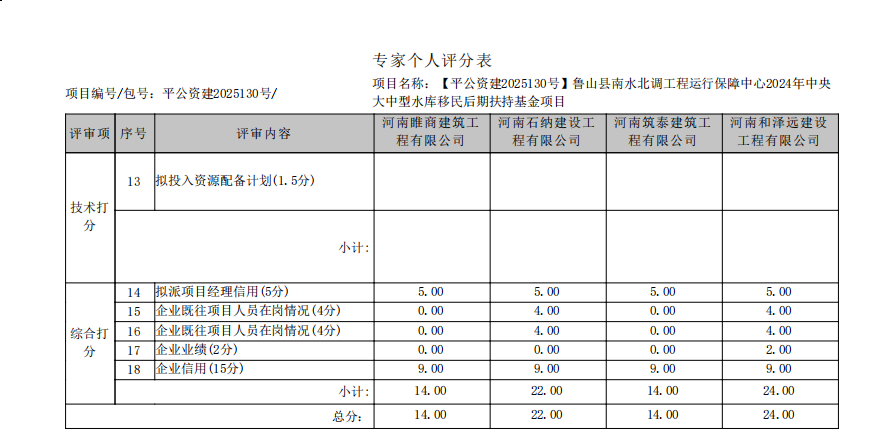 专家个人评分表
项目编号/包号：平公资建2025130号/
项目名称：【平公资建2025130号】鲁山县南水北调工程运行保障中心2024年中央
大中型水库移民后期扶持基金项目
评审项 序号 评审内容 河南睢商建筑工程有限公司 河南石纳建设工程有限公司 河南筑泰建筑工程有限公司 河南和泽远建设工程有限公司
技术打分
13 拟投入资源配备计划(1.5分)
小计:
综合打分
14 拟派项目经理信用(5分) 5.00 5.00 5.00 5.00
15 企业既往项目人员在岗情况(4分) 0.00 4.00 0.00 4.00
16 企业既往项目人员在岗情况(4分) 0.00 4.00 0.00 4.00
17 企业业绩(2分) 0.00 0.00 0.00 2.00
18 企业信用(15分) 9.00 9.00 9.00 9.00
小计: 14.00 22.00 14.00 24.00
总分: 14.00 22.00 14.00 24.00